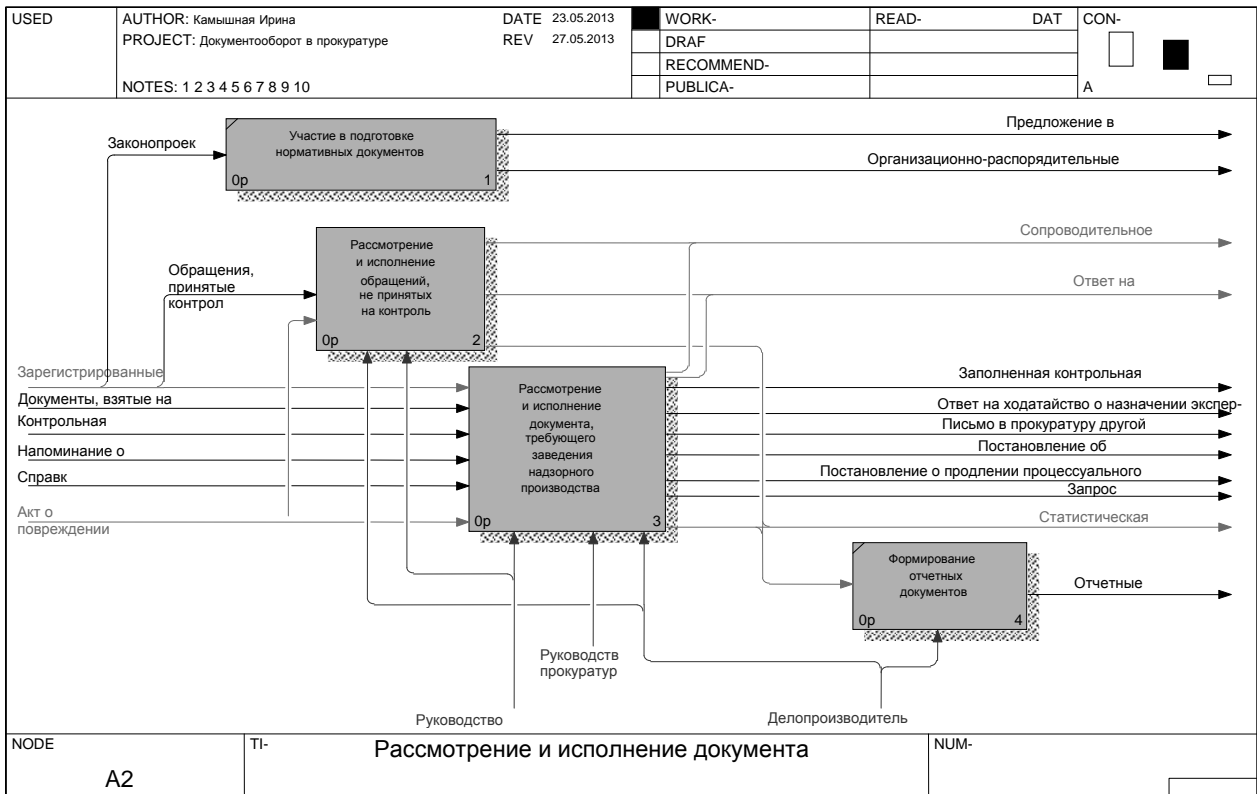 USED
AUTHOR: Камышная Ирина
DATE 23.05.2013
PROJECT: Документооборот в прокуратуре
REV 27.05.2013
NOTES: 1 2 3 4 5 6 7 8 9 10
WORK-
DRAF
RECOMMEND-
PUBLICA-
READ- DAT
CON-
A
Законопроек
Участие в подготовке
нормативных документов
0р 1
Предложение в
Организационно-распорядительные
Обращения,
принятые
контрол
Рассмотрение
и исполнение
обращений,
не принятых
на контроль
0р 2
Сопроводительное
Ответ на
Зарегистрированные
Документы, взятые на
Контрольная
Напоминание о
Справк
Акт о
повреждении
Рассмотрение
и исполнение
документа,
требующего
заведения
надзорного
производства
0р 3
Заполненная контрольная
Ответ на ходатайство о назначении экспер-
Письмо в прокуратуру другой
Постановление об
Постановление о продлении процессуального
Запрос
Статистическая
Формирование
отчетных
документов
0р 4
Отчетные
Руководств
прокуратур
Руководство
Делопроизводитель
NODE
A2
TI-
Рассмотрение и исполнение документа
NUM-